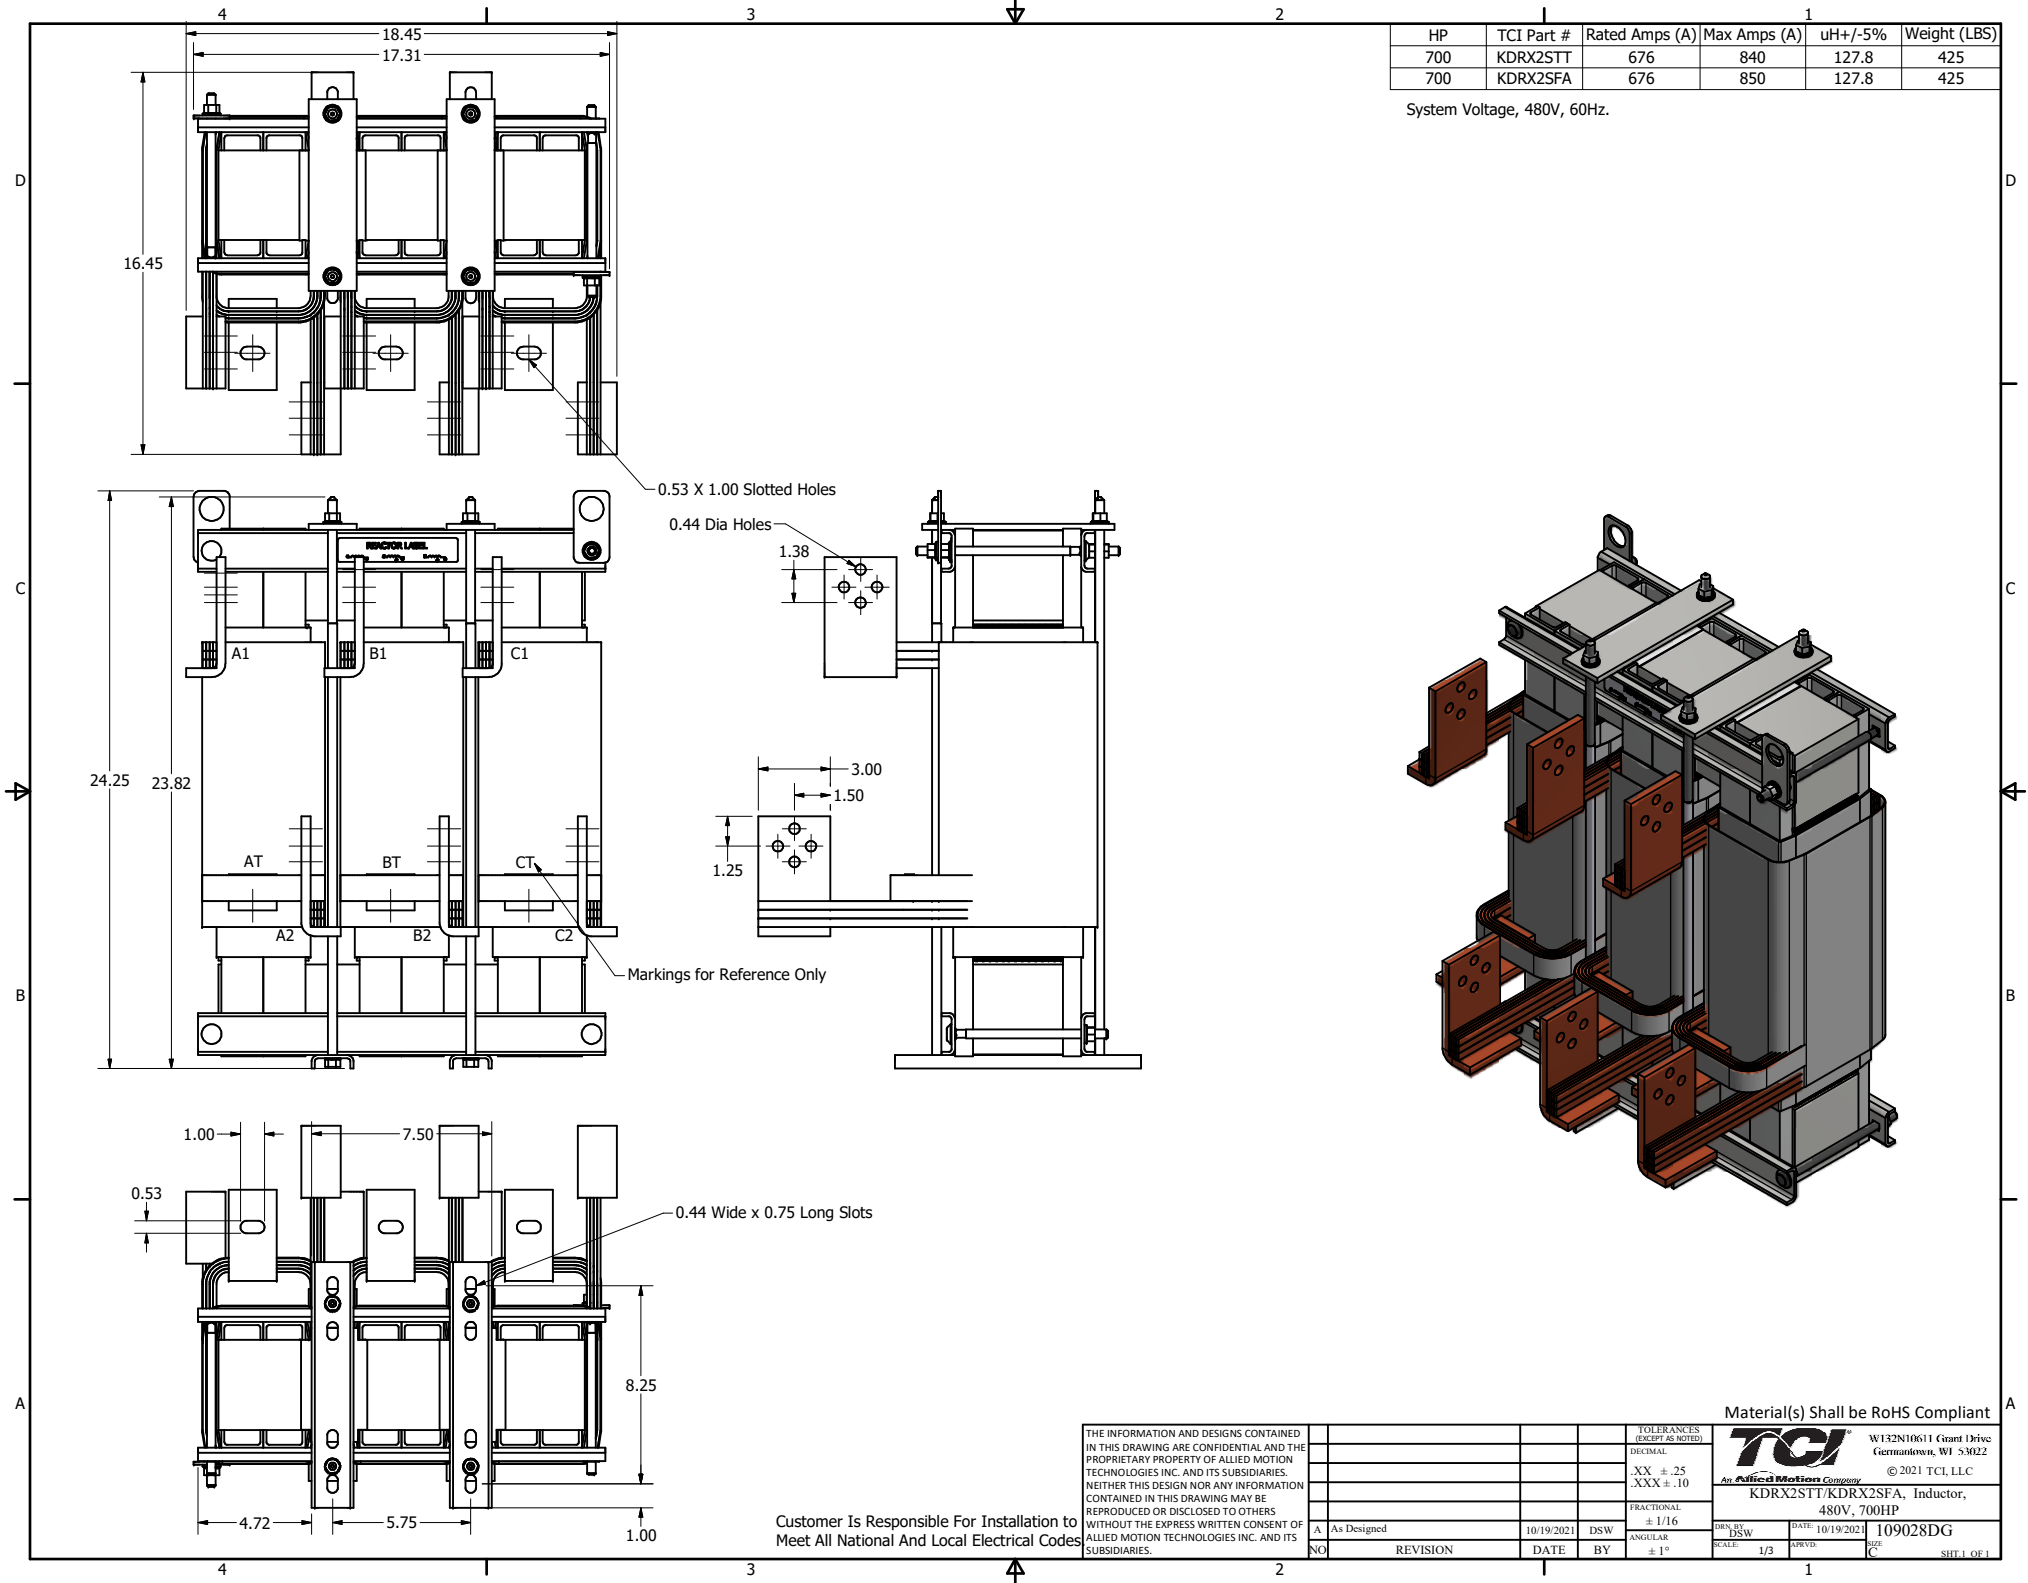 4 3 2 1
HP TCI Part # Rated Amps (A) Max Amps (A) uH+/-5% Weight (LBS)
700 KDRX2STT 676 840 127.8 425
700 KDRX2SFA 676 850 127.8 425
System Voltage, 480V, 60Hz.
18.45
17.31
D D
16.45
0.53 X 1.00 Slotted Holes
0.44 Dia Holes
1.38
REACTOR LABEL
C C
A1 B1 C1
24.25 23.82
3.00
1.50
1.25
AT BT CT
A2 B2 C2
Markings for Reference Only
B B
1.00 7.50
0.53
0.44 Wide x 0.75 Long Slots
8.25
A A
4.72 5.75
1.00
Customer Is Responsible For Installation to
Meet All National And Local Electrical Codes
Material(s) Shall be RoHS Compliant
THE INFORMATION AND DESIGNS CONTAINED
IN THIS DRAWING ARE CONFIDENTIAL AND THE
PROPRIETARY PROPERTY OF ALLIED MOTION
TECHNOLOGIES INC. AND ITS SUBSIDIARIES.
NEITHER THIS DESIGN NOR ANY INFORMATION
CONTAINED IN THIS DRAWING MAY BE
REPRODUCED OR DISCLOSED TO OTHERS
WITHOUT THE EXPRESS WRITTEN CONSENT OF
ALLIED MOTION TECHNOLOGIES INC. AND ITS
SUBSIDIARIES.
A As Designed 10/19/2021 DSW
NO REVISION DATE BY
TOLERANCES
(EXCEPT AS NOTED)
DECIMAL
.XX ± .25
.XXX ± .10
FRACTIONAL
± 1/16
ANGULAR
± 1°
TCI®
An Allied Motion Company
W132N10611 Grant Drive
Germantown, WI 53022
© 2021 TCI, LLC
KDRX2STT/KDRX2SFA, Inductor,
480V, 700HP
DRN. BY DSW
DATE: 10/19/2021
109028DG
SCALE: 1/3
APRVD:
SIZE C
SHT.1 OF 1
4 3 2 1